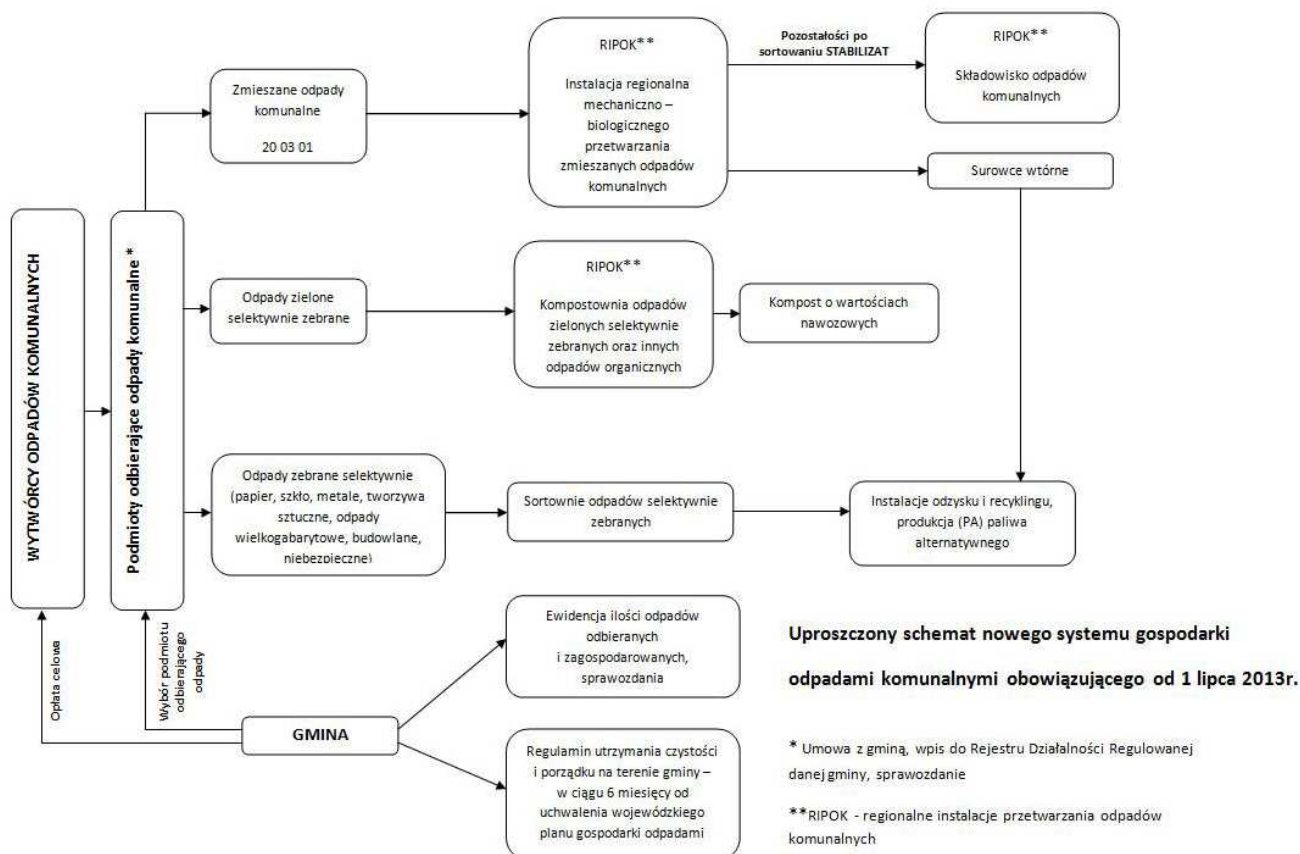 WYTWÓRCY ODPADÓW KOMUNALNYCH
Podmioty odbierające odpady komunalne *
Zmieszane odpady
komunalne
20 03 01
RIPOK**
Instalacja regionalna
mechaniczno –
biologicznego
przetwarzania
zmieszanych odpadów
komunalnych
Pozostałości po
sortowaniu STABILIZAT
RIPOK**
Składowisko odpadów
komunalnych
Surowce wtórne
Odpady zielone
selektywnie zebrane
RIPOK**
Kompostownia odpadów
zielonych selektywnie
zebranych oraz innych
odpadów organicznych
Kompost o wartościach
nawozowych
Odpady zebrane selektywnie
(papier, szkło, metale, tworzywa
sztuczne, odpady
wielkogabarytowe, budowlane,
niebezpieczne)
Sortownie odpadów selektywnie
zebranych
Instalacje odzysku i recyklingu,
produkcja (PA) paliwa
alternatywnego
Opłata celowa
Wybór podmiotu
odbierającego
odpady
GMINA
Ewidencja ilości odpadów
odbieranych
i zagospodarowanych,
sprawozdania
Regulamin utrzymania czystości
i porządku na terenie gminy –
w ciągu 6 miesięcy od
uchwalenia wojewódzkiego
planu gospodarki odpadami
Uproszczony schemat nowego systemu gospodarki
odpadami komunalnymi obowiązującego od 1 lipca 2013r.
* Umowa z gminą, wpis do Rejestru Działalności Regulowanej
danej gminy, sprawozdanie
**RIPOK - regionalne instalacje przetwarzania odpadów
komunalnych